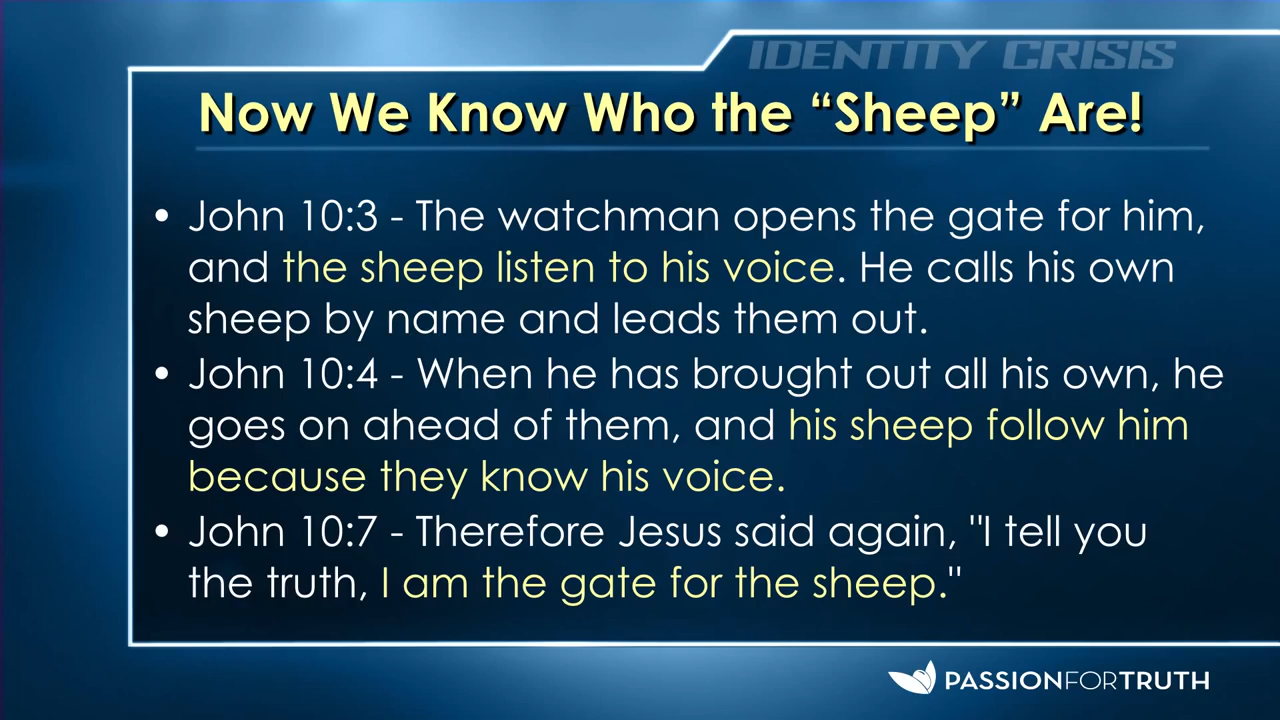 IDENTITY CRISIS
Now We Know Who the “Sheep” Are!
• John 10:3 - The watchman opens the gate for him,
and the sheep listen to his voice. He calls his own
sheep by name and leads them out.
• John 10:4 - When he has brought out all his own, he
goes on ahead of them, and his sheep follow him
because they know his voice.
• John 10:7 - Therefore Jesus said again, "I tell you
the truth, I am the gate for the sheep."
PASSIONFORTRUTH